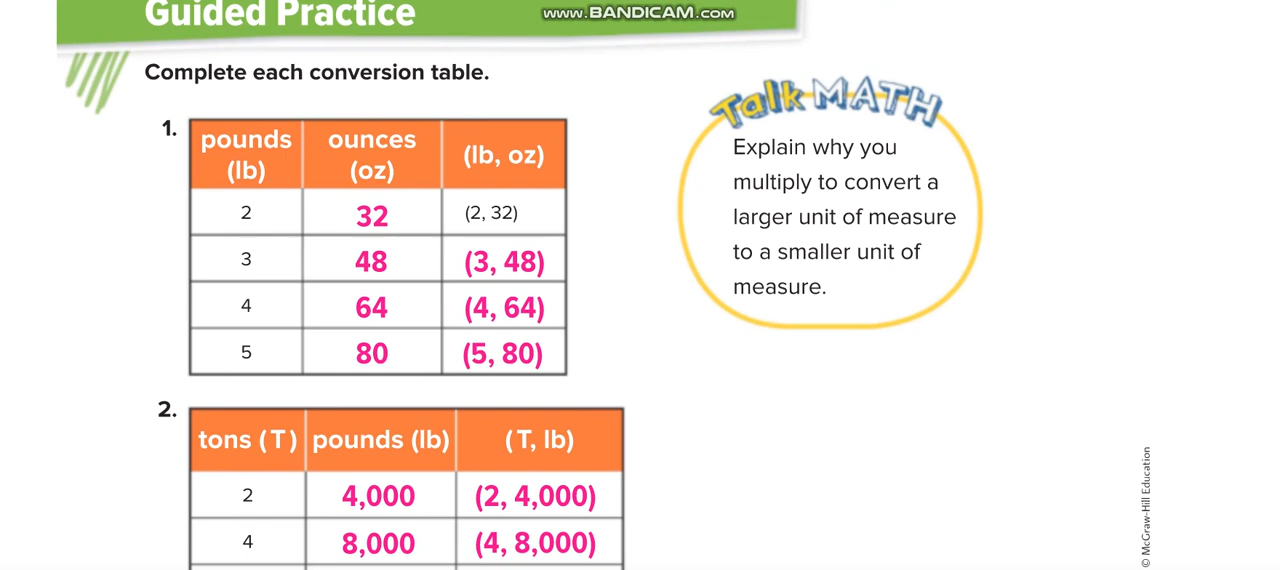 Guided Practice
www.BANDICAM.com
Complete each conversion table.
1.
pounds (lb) ounces (oz) (lb, oz)
2 32 (2, 32)
3 48 (3, 48)
4 64 (4, 64)
5 80 (5, 80)
Talk MATH
Explain why you
multiply to convert a
larger unit of measure
to a smaller unit of
measure.
2.
tons (T) pounds (lb) (T, lb)
2 4,000 (2, 4,000)
4 8,000 (4, 8,000)
© McGraw-Hill Education